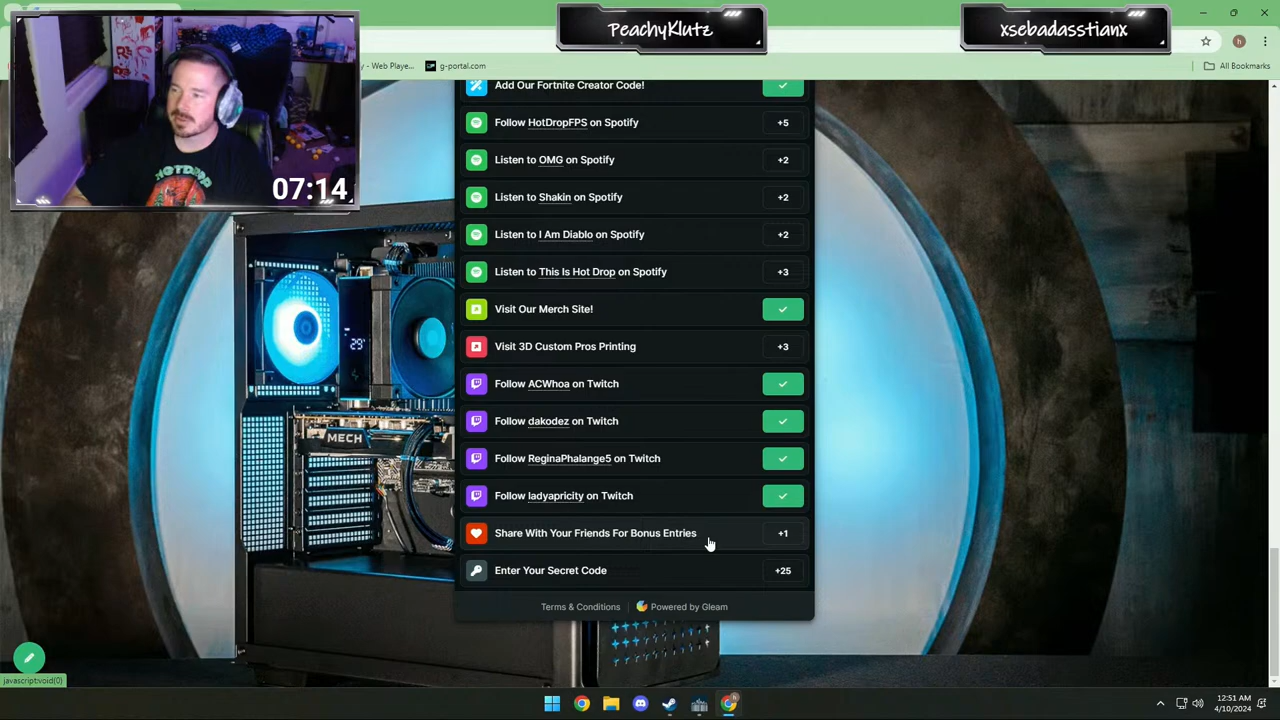 PeachyKlutz
xsebadasstian x
- Web Playe...
g-portal.com
All Bookmarks
h
Add Our Fortnite Creator Code!
Follow HotDropFPS on Spotify
+5
Listen to OMG on Spotify
+2
Listen to Shakin on Spotify
+2
Listen to I Am Diablo on Spotify
+2
Listen to This Is Hot Drop on Spotify
+3
Visit Our Merch Site!
Visit 3D Custom Pros Printing
+3
Follow ACWhoa on Twitch
Follow dakodez on Twitch
Follow ReginaPhalange5 on Twitch
Follow ladyapricity on Twitch
Share With Your Friends For Bonus Entries
+1
Enter Your Secret Code
+25
Terms & Conditions
Powered by Gleam
07:14
HOTDROP
29
MECH
javascript:void(0)
12:51 AM
4/10/2024